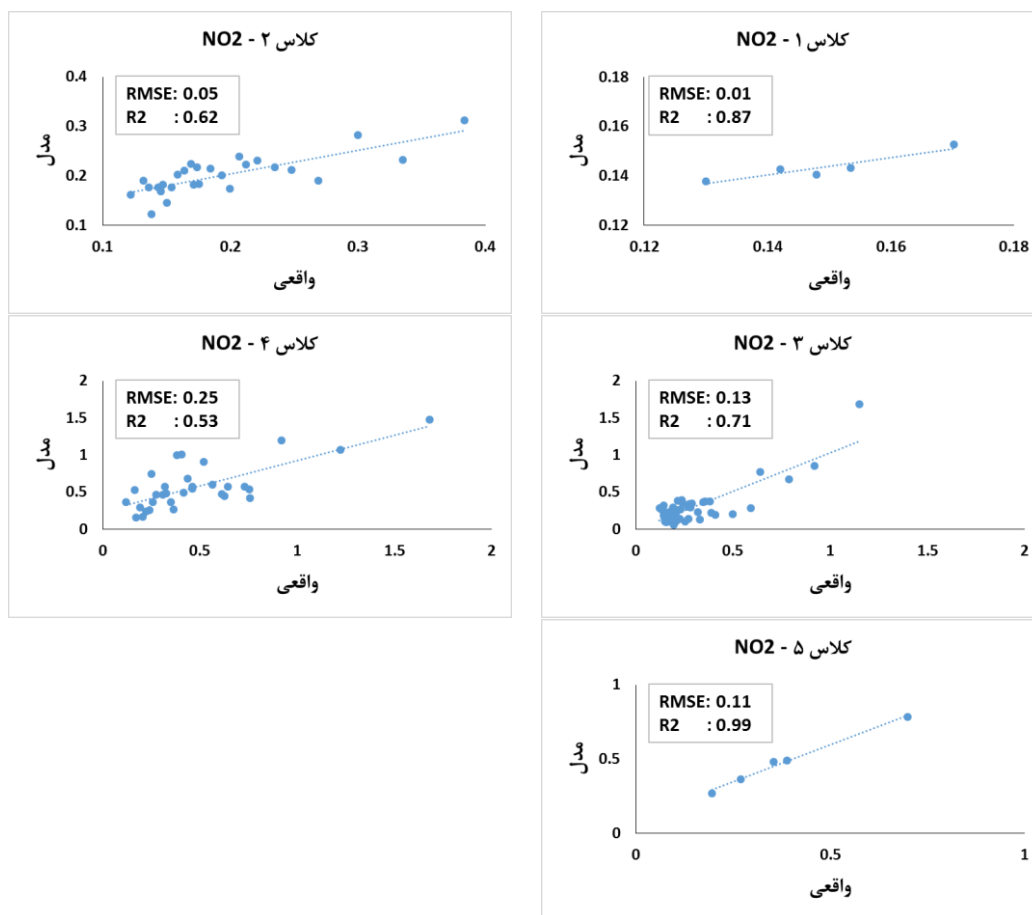 کلاس ۱ - NO2
RMSE: 0.01
R2 : 0.87
مدل
0.18
0.16
0.14
0.12
0.12 0.14 0.16 0.18
واقعی
کلاس ۲ - NO2
RMSE: 0.05
R2 : 0.62
مدل
0.4
0.3
0.2
0.1
0.1 0.2 0.3 0.4
واقعی
کلاس ۳ - NO2
RMSE: 0.13
R2 : 0.71
مدل
2
1.5
1
0.5
0
0 0.5 1 1.5 2
واقعی
کلاس ۴ - NO2
RMSE: 0.25
R2 : 0.53
مدل
2
1.5
1
0.5
0
0 0.5 1 1.5 2
واقعی
کلاس ۵ - NO2
RMSE: 0.11
R2 : 0.99
مدل
1
0.5
0
0 0.5 1
واقعی